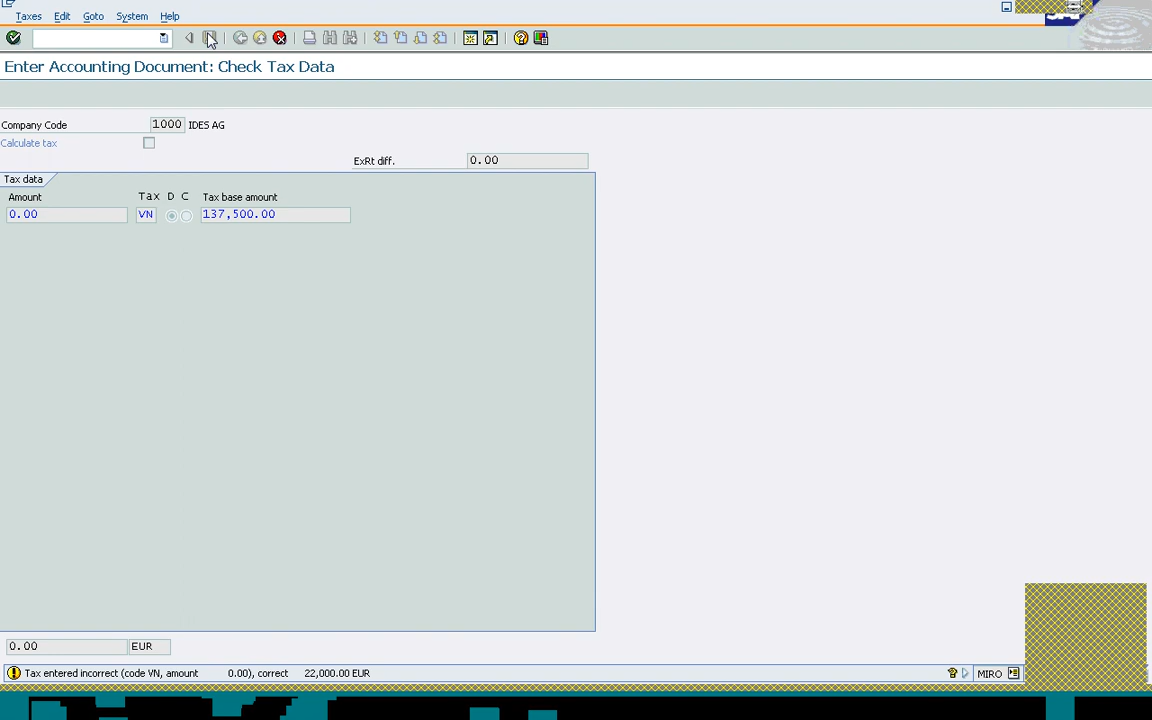 Taxes Edit Goto System Help
Enter Accounting Document: Check Tax Data
Company Code 1000 IDES AG
Calculate tax
ExRt diff. 0.00
Tax data
Amount Tax D C Tax base amount
0.00 VN 137,500.00
0.00 EUR
Tax entered incorrect (code VN, amount 0.00), correct 22,000.00 EUR MIRO